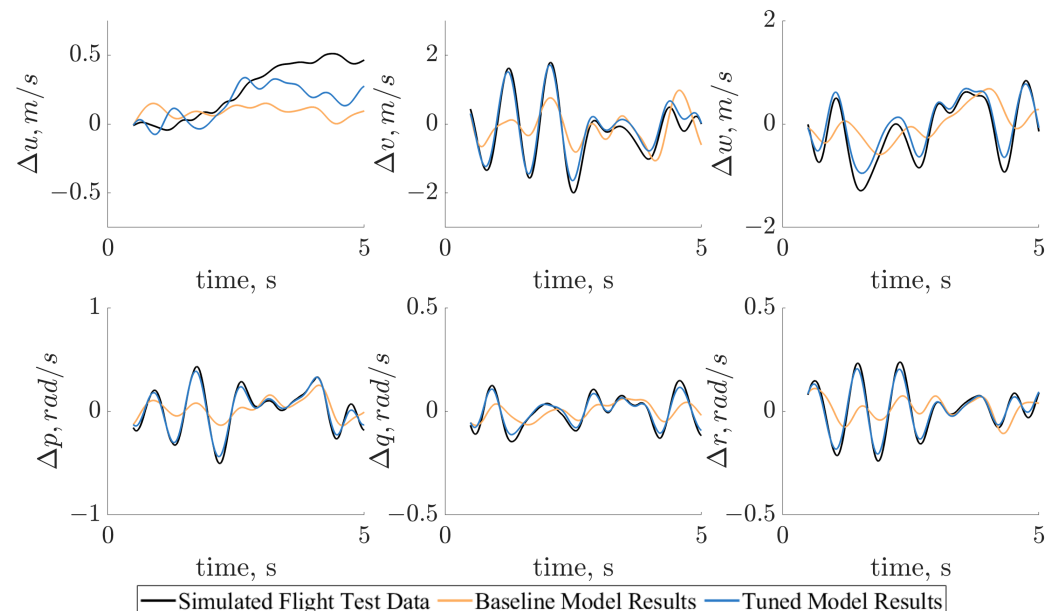 0.5
0
−0.5
Δu, m/s
0
5
time, s
2
0
−2
Δv, m/s
0
5
time, s
2
0
−2
Δw, m/s
0
5
time, s
1
0
−1
Δp, rad/s
0
5
time, s
0.5
0
−0.5
Δq, rad/s
0
5
time, s
0.5
0
−0.5
Δr, rad/s
0
5
time, s
Simulated Flight Test Data Baseline Model Results Tuned Model Results